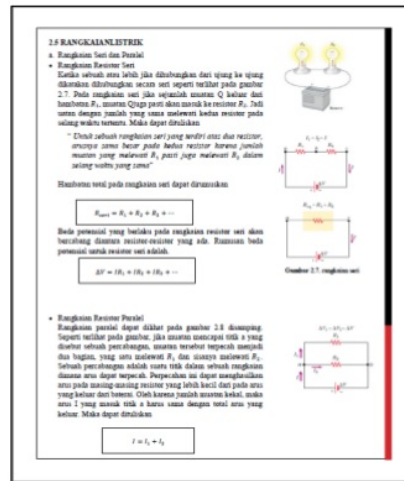 2.5 RANGKAIAN LISTRIK
a. Rangkaian Seri dan Paralel
• Rangkaian Resistor Seri
Ketika sebuah atau lebih jika dihubungkan dari ujung ke ujung
dikatakan dihubungkan secara seri seperti terlihat pada gambar
2.7. Pada rangkaian seri jika sejumlah muatan Q keluar dari
hambatan R₁, muatan Q juga pasti akan masuk ke resistor R₂. Jadi
dengan jumlah yang sama melewati kedua resistor pada
selang waktu tertentu. Maka dapat dituliskan
" Untuk sebuah rangkaian seri yang terdiri atas dua resistor,
arusnya sama besar pada kedua resistor karena jumlah
muatan yang melewati R₁ pasti juga melewati R₂ dalam
selang waktu yang sama"
Hambatan total pada rangkaian seri dapat dirumuskan
R = R₁ + R₂ + R₃ + ⋯
Beda potensial yang berlaku pada rangkaian resistor seri akan
bercabang diantara resistor-resistor yang ada. Rumusan beda
potensial untuk resistor seri adalah.
ΔV = IR₁ + IR₂ + IR₃ + ⋯
Gambar 2.7. rangkaian seri
• Rangkaian Resistor Paralel
Rangkaian paralel dapat dilihat pada gambar 2.8 disamping.
Seperti terlihat pada gambar, jika muatan mencapai titik a yang
disebut sebuah percabangan, muatan tersebut terpecah menjadi
dua bagian, yang satu melewati R₁ dan sisanya melewati R₂.
Sebuah percabangan adalah suatu titik dalam sebuah rangkaian
dimana arus dapat terpecah. Perpecahan ini dapat menghasilkan
arus pada masing-masing resistor yang lebih kecil dari pada arus
yang keluar dari baterai. Oleh karena jumlah muatan kekal, maka
arus I yang masuk titik a harus sama dengan total arus yang
keluar. Maka dapat dituliskan
I = I₁ + I₂